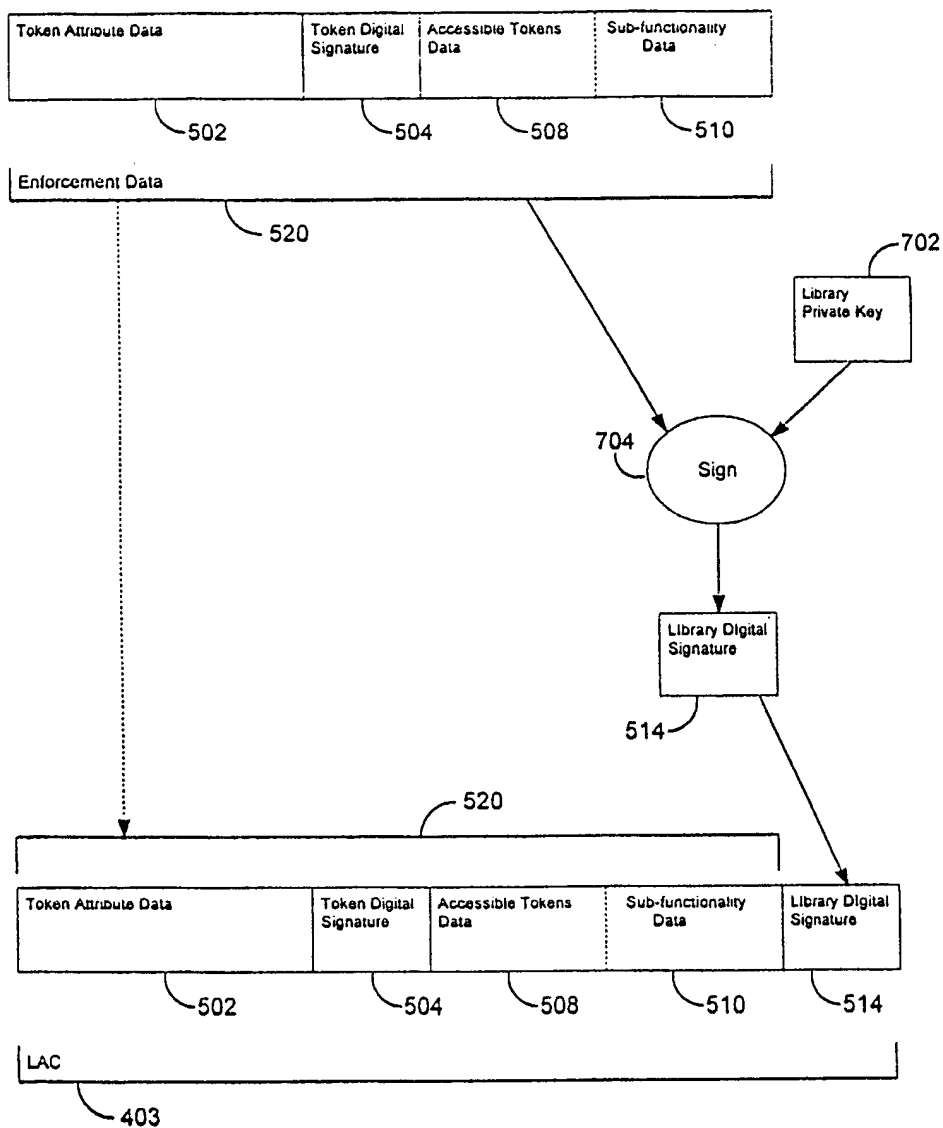 Token Attribute Data
Token Digital
Signature
Accessible Tokens
Data
Sub-functionality
Data
502
504
508
510
Enforcement Data
520
702
Library
Private Key
704
Sign
Library Digital
Signature
514
520
Token Attribute Data
Token Digital
Signature
Accessible Tokens
Data
Sub-functionality
Data
Library Digital
Signature
502
504
508
510
514
LAC
403